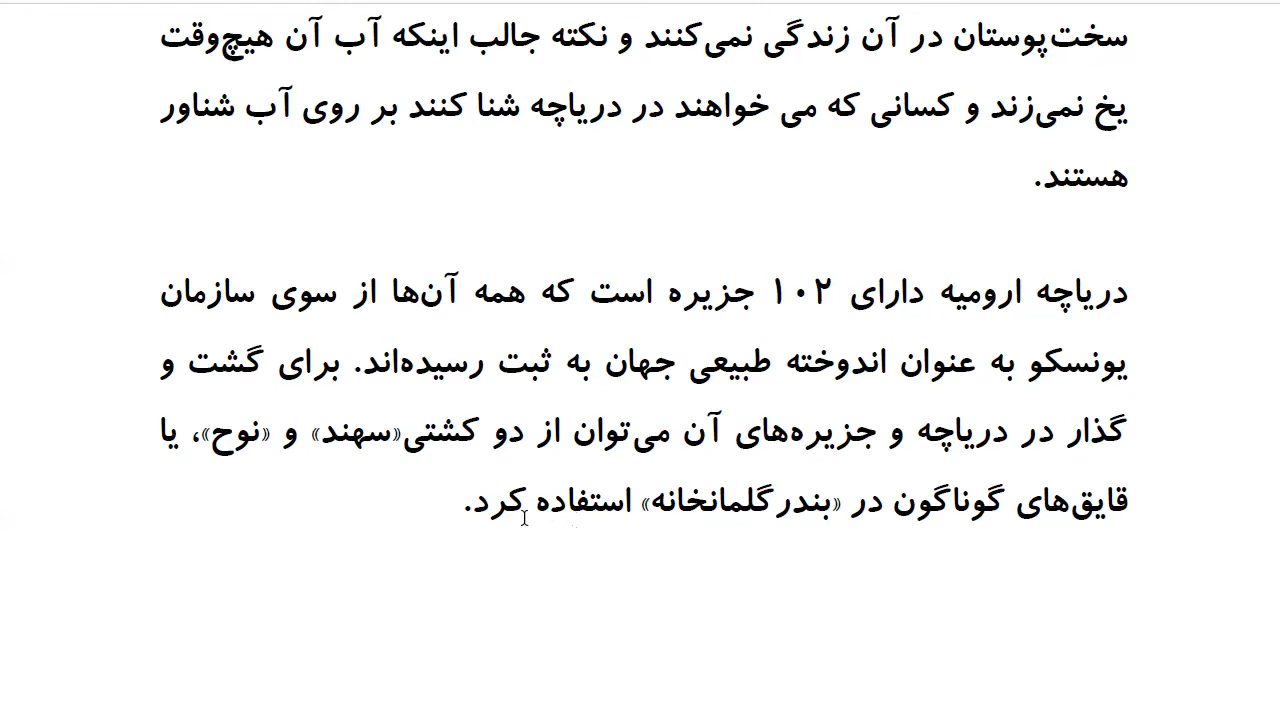 سخت‌پوستان در آن زندگی نمی‌کنند و نکته جالب اینکه آب آن هیچ‌وقت
یخ نمی‌زند و کسانی که می خواهند در دریاچه شنا کنند بر روی آب شناور
هستند.
دریاچه ارومیه دارای ۱۰۲ جزیره است که همه آن‌ها از سوی سازمان
یونسکو به عنوان اندوخته طبیعی جهان به ثبت رسیده‌اند. برای گشت و
گذار در دریاچه و جزیره‌های آن می‌توان از دو کشتی«سهند» و «نوح»، یا
قایق‌های گوناگون در «بندرگلمانخانه» استفاده کرد.